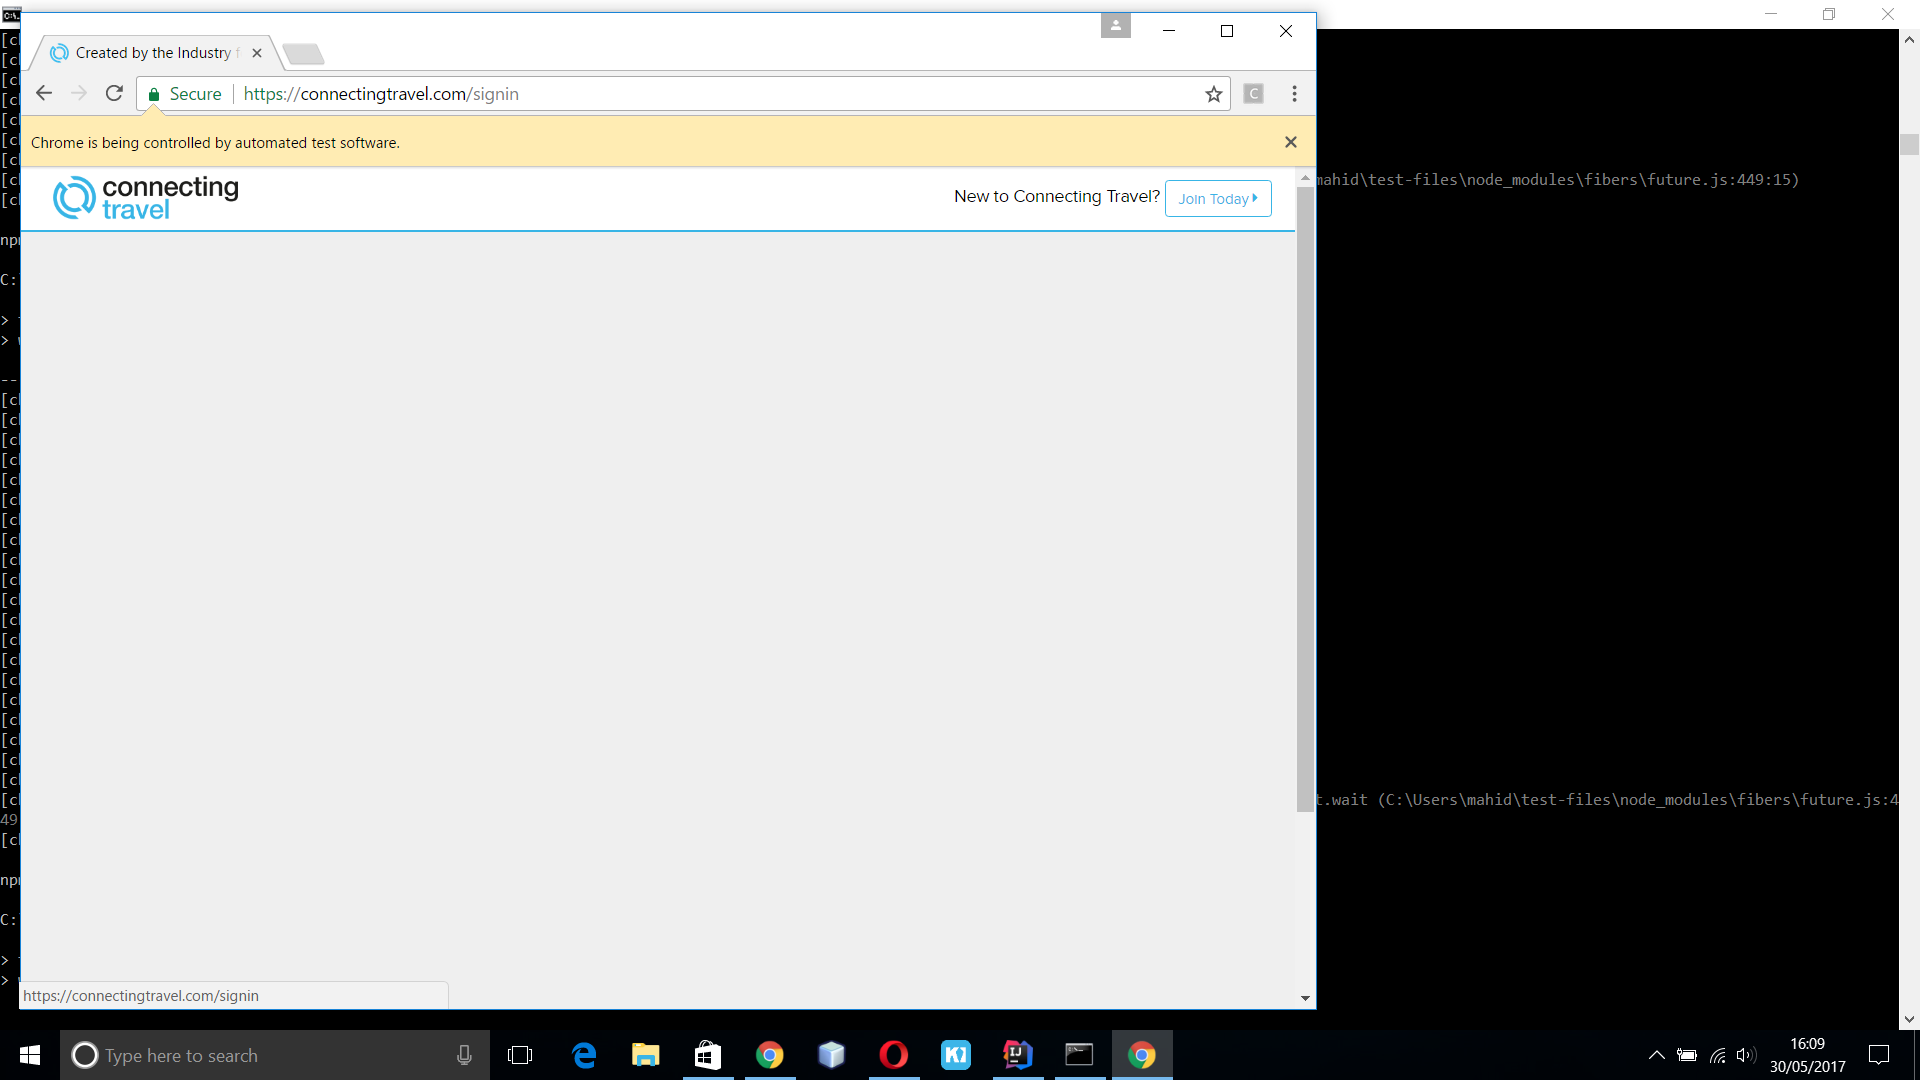 Created by the Industry f
Secure
https://connectingtravel.com/signin
C
Chrome is being controlled by automated test software.
connecting
travel
New to Connecting Travel?
Join Today
mahid\test-files\node_modules\fibers\future.js:449:15)
C:
>
>
--
t.wait (C:\Users\mahid\test-files\node_modules\fibers\future.js:4
49
C:
>
>
https://connectingtravel.com/signin
Type here to search
16:09
30/05/2017